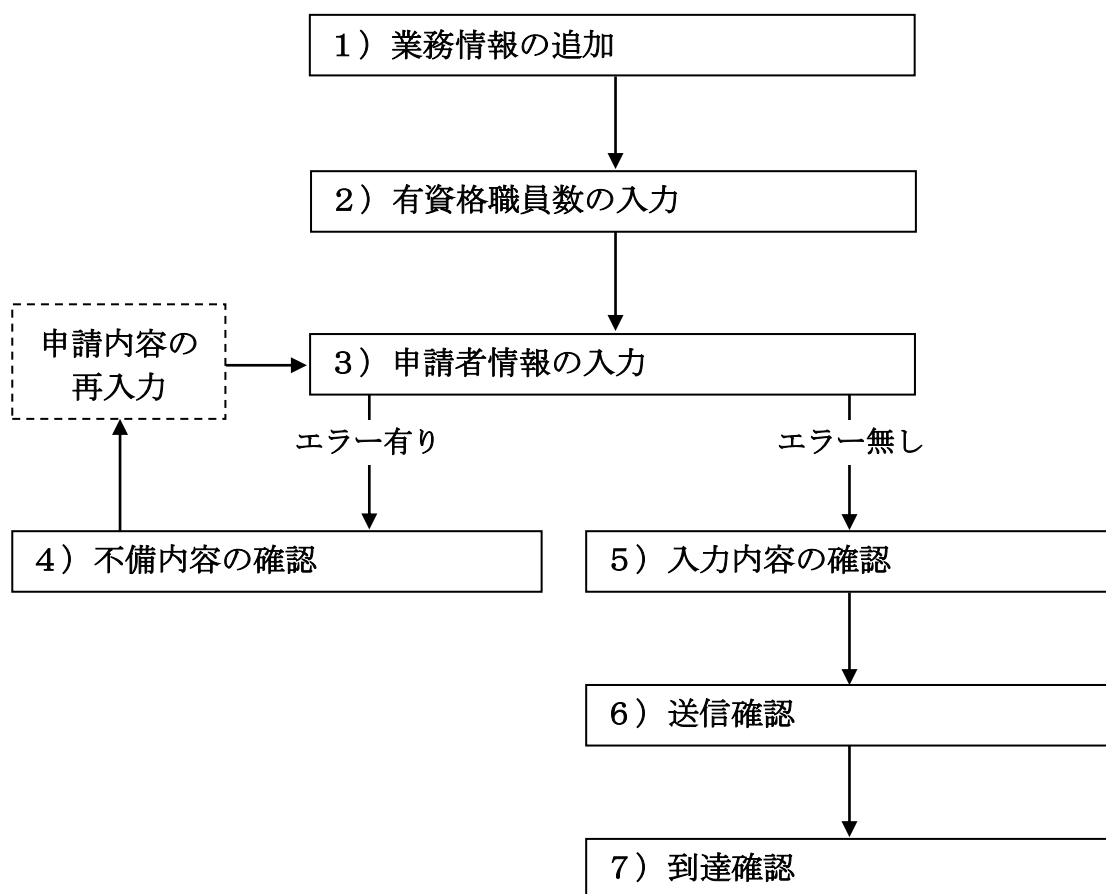 １）業務情報の追加
２）有資格職員数の入力
申請内容の
再入力
３）申請者情報の入力
エラー有り
エラー無し
４）不備内容の確認
５）入力内容の確認
６）送信確認
７）到達確認